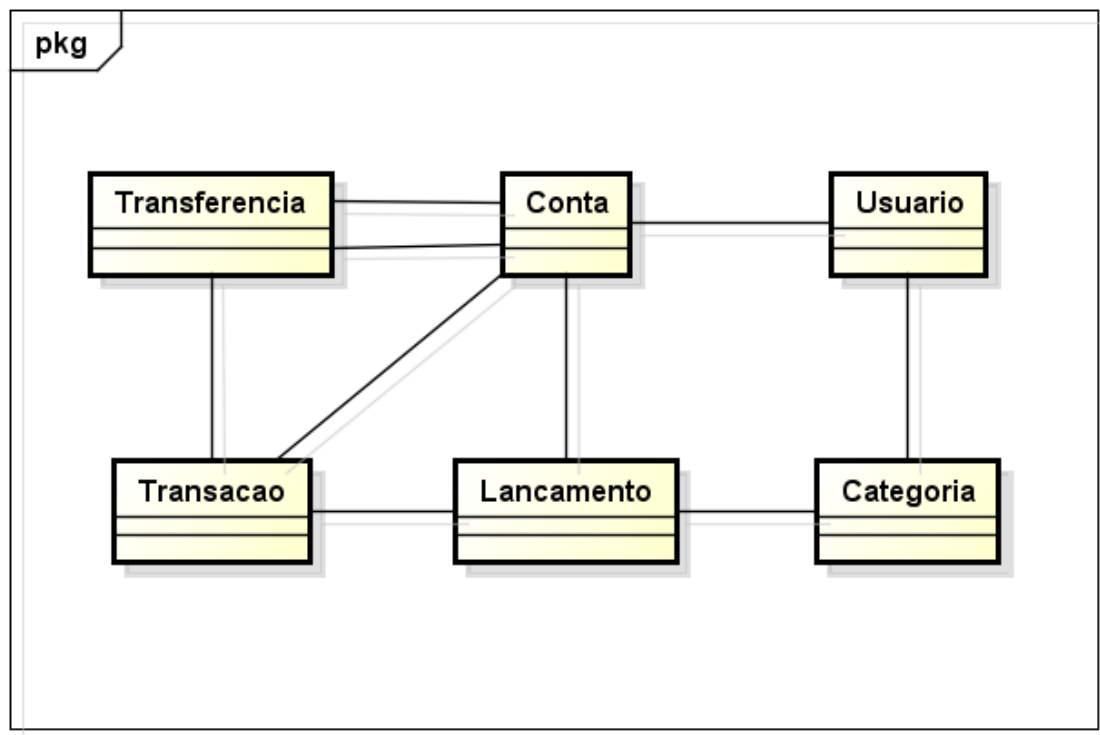 pkg
Transferencia
Conta
Usuario
Transacao
Lancamento
Categoria